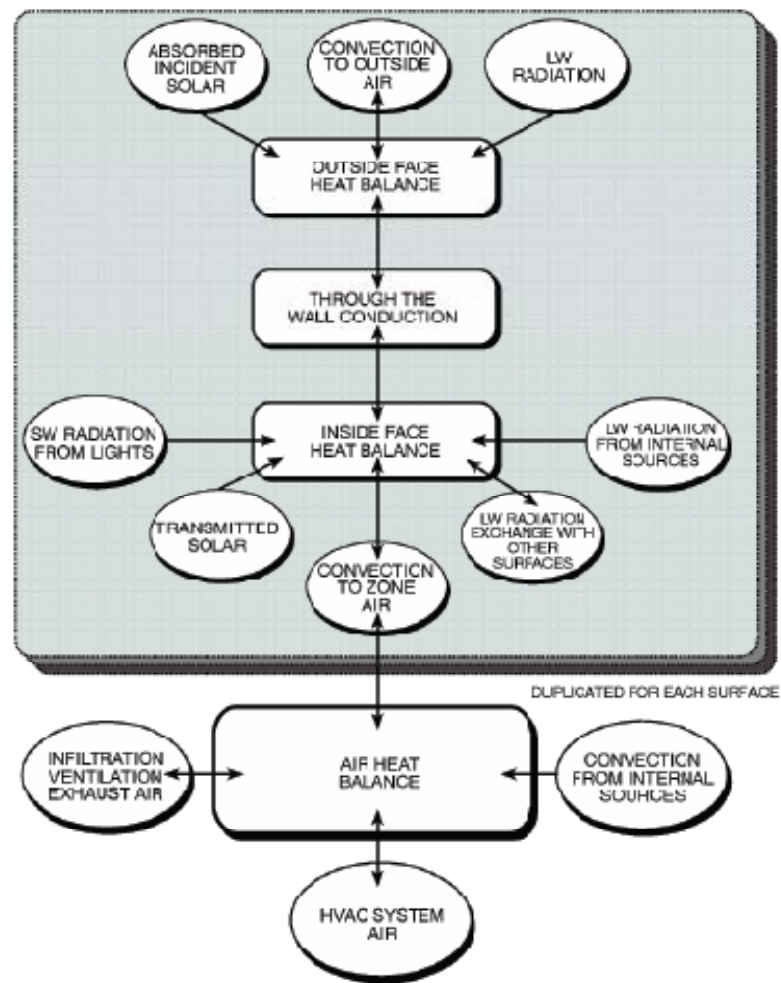 ABSORBED
INCIDENT
SOLAR
CONVECTION
TO OUTSIDE
AIR
LW
RADIATION
OUTSIDE FACE
HEAT BALANCE
THROUGH THE
WALL CONDUCTION
SW RADIATION
FROM LIGHTS
INSIDE FACE
HEAT BALANCE
LW RADIATION
FROM INTERNAL
SOURCES
TRANSMITTED
SOLAR
LW RADIATION
EXCHANGE WITH
OTHER
SURFACES
CONVECTION
TO ZONE
AIR
DUPLICATED FOR EACH SURFACE
INFILTRATION
VENTILATION
EXHAUST AIR
AIR HEAT
BALANCE
CONVECTION
FROM INTERNAL
SOURCES
HVAC SYSTEM
AIR